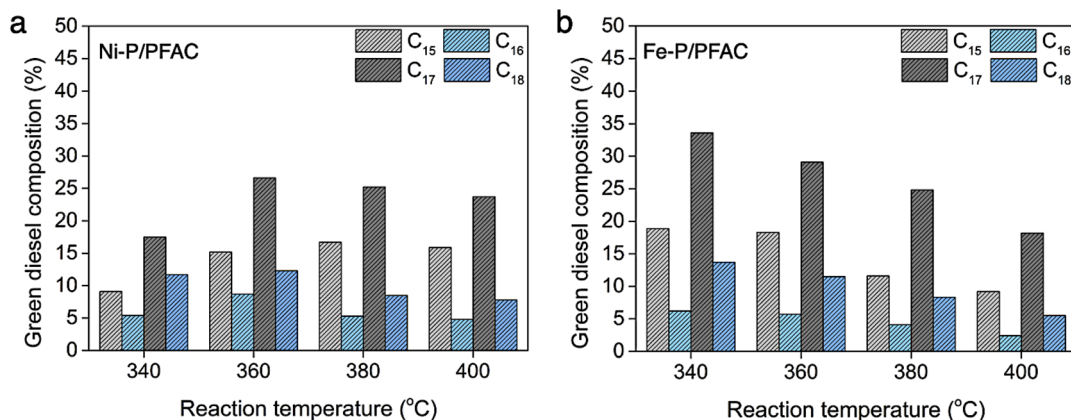 a
Ni-P/PFAC
C15 C16
C17 C18
50
45
40
35
30
25
20
15
10
5
0
Green diesel composition (%)
340 360 380 400
Reaction temperature (oC)
b
Fe-P/PFAC
C15 C16
C17 C18
50
45
40
35
30
25
20
15
10
5
0
Green diesel composition (%)
340 360 380 400
Reaction temperature (oC)